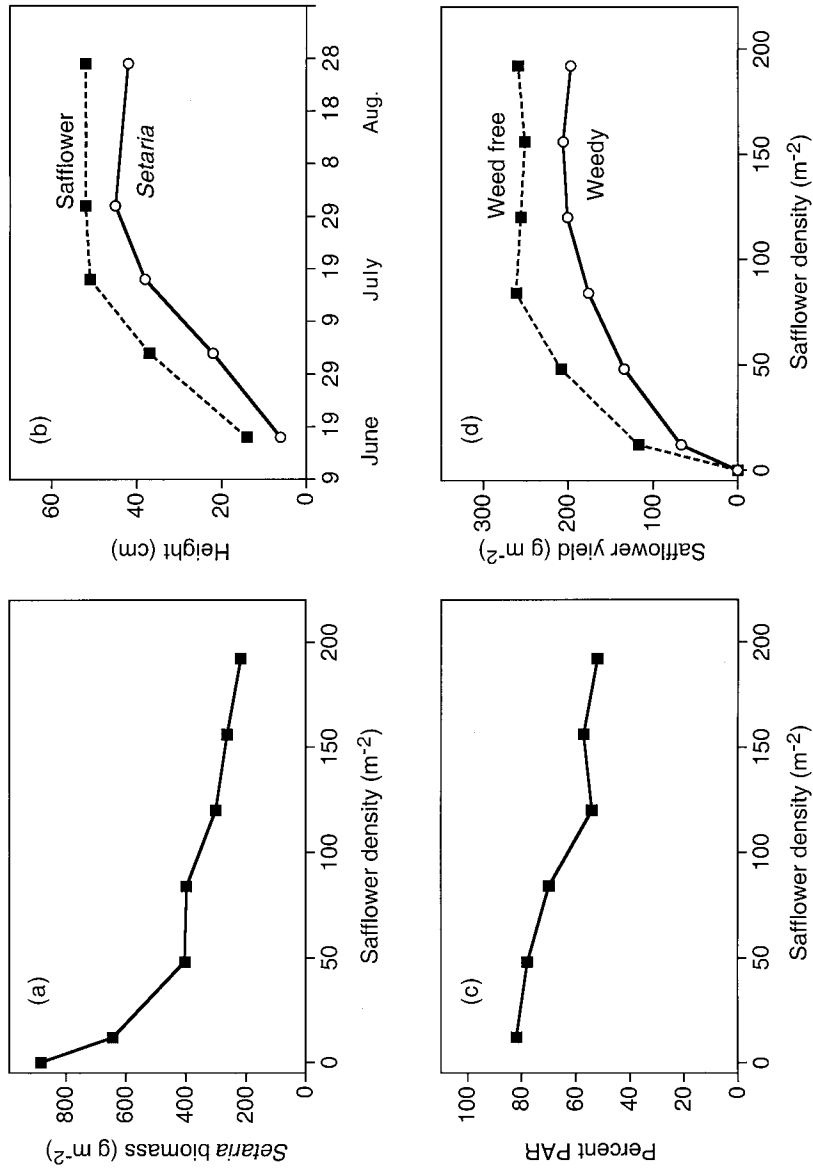 (a)
Setaria biomass (g m⁻²)
800
600
400
200
0
0 50 100 150 200
Safflower density (m⁻²)
(b)
Height (cm)
60
40
20
0
Safflower
Setaria
9 19 29 9 19 29 8 18 28
June July Aug.
(c)
Percent PAR
100
80
60
40
20
0
0 50 100 150 200
Safflower density (m⁻²)
(d)
Safflower yield (g m⁻²)
300
200
100
0
Weed free
Weedy
0 50 100 150 200
Safflower density (m⁻²)